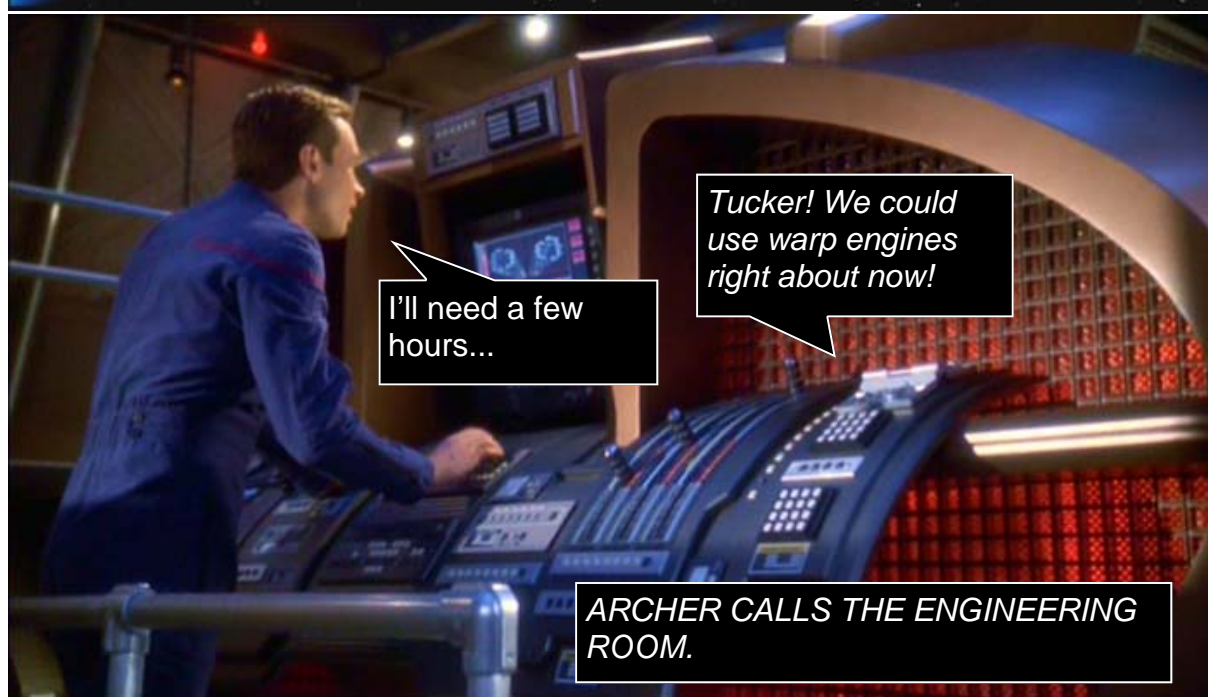 Tucker! We could
use warp engines
right about now!
I'll need a few
hours...
ARCHER CALLS THE ENGINEERING
ROOM.